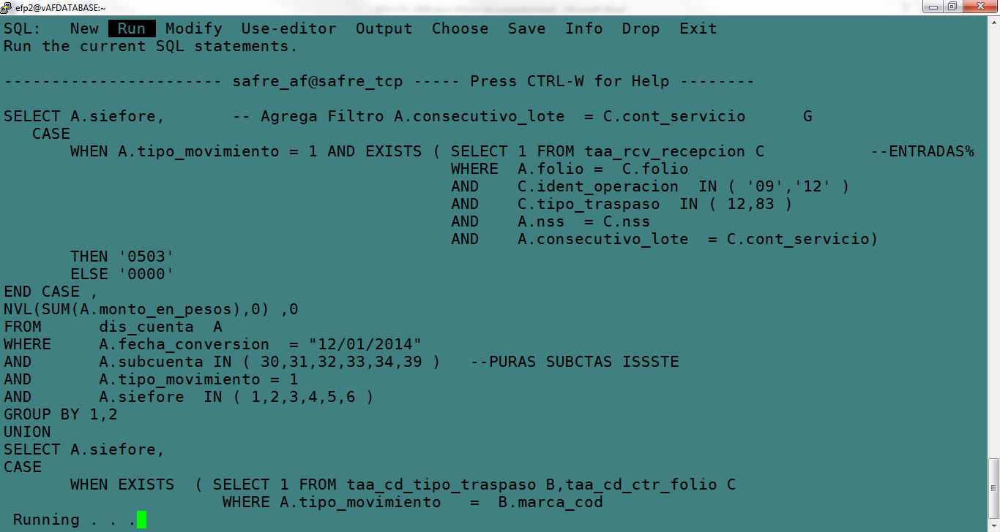 efp2@vAFDATABASE:~
SQL:   New  Run  Modify  Use-editor  Output  Choose  Save  Info  Drop  Exit
Run the current SQL statements.
----------------------- safre_af@safre_tcp ----- Press CTRL-W for Help --------
SELECT A.siefore,       -- Agrega Filtro A.consecutivo_lote  = C.cont_servicio      G
   CASE
       WHEN A.tipo_movimiento = 1 AND EXISTS ( SELECT 1 FROM taa_rcv_recepcion C           --ENTRADAS%
                                               WHERE  A.folio =  C.folio
                                               AND    C.ident_operacion  IN ( '09','12' )
                                               AND    C.tipo_traspaso  IN ( 12,83 )
                                               AND    A.nss  = C.nss
                                               AND    A.consecutivo_lote  = C.cont_servicio)
       THEN '0503'
       ELSE '0000'
END CASE ,
NVL(SUM(A.monto_en_pesos),0) ,0
FROM      dis_cuenta  A
WHERE     A.fecha_conversion  = "12/01/2014"
AND       A.subcuenta IN ( 30,31,32,33,34,39 )   --PURAS SUBCTAS ISSSTE
AND       A.tipo_movimiento = 1
AND       A.siefore  IN ( 1,2,3,4,5,6 )
GROUP BY 1,2
UNION
SELECT A.siefore,
CASE
       WHEN EXISTS  ( SELECT 1 FROM taa_cd_tipo_traspaso B,taa_cd_ctr_folio C
                       WHERE A.tipo_movimiento   =  B.marca_cod
 Running . . .